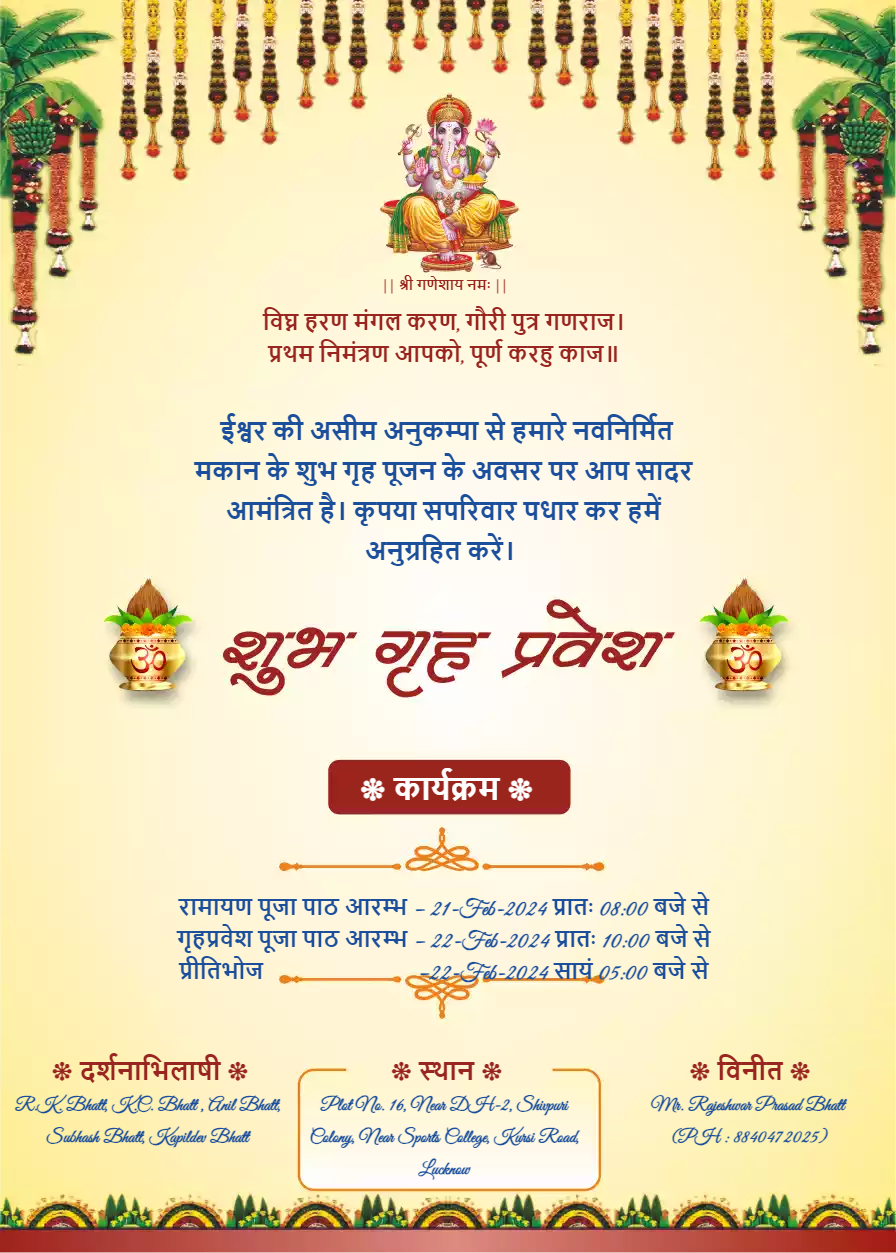 || श्री गणेशाय नमः ||
विघ्न हरण मंगल करण, गौरी पुत्र गणराज।
प्रथम निमंत्रण आपको, पूर्ण करहु काज॥
ईश्वर की असीम अनुकम्पा से हमारे नवनिर्मित
मकान के शुभ गृह पूजन के अवसर पर आप सादर
आमंत्रित है। कृपया सपरिवार पधार कर हमें
अनुग्रहित करें।
ॐ शुभ गृह प्रवेश ॐ
❄ कार्यक्रम ❄
रामायण पूजा पाठ आरम्भ – 21-Feb-2024 प्रातः 08:00 बजे से
गृहप्रवेश पूजा पाठ आरम्भ – 22-Feb-2024 प्रातः 10:00 बजे से
प्रीतिभोज –22-Feb-2024 सायं 05:00 बजे से
❄ दर्शनाभिलाषी ❄
R.K. Bhatt, K.C. Bhatt , Anil Bhatt,
Subhash Bhatt, Kapildev Bhatt
❄ स्थान ❄
Plot No. 16, Near DH-2, Shivpuri
Colony, Near Sports College, Kursi Road,
Lucknow
❄ विनीत ❄
Mr. Rajeshwar Prasad Bhatt
(P.H : 8840472025)